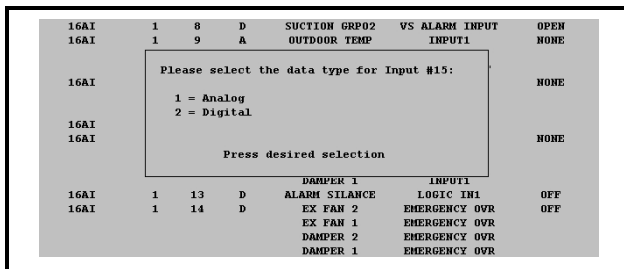 16AI 1 8 D SUCTION GRP02 VS ALARM INPUT OPEN
16AI 1 9 A OUTDOOR TEMP INPUT1 NONE
Please select the data type for Input #15:
16AI NONE
1 = Analog
2 = Digital
16AI
16AI NONE
Press desired selection
DAMPER 1 INPUT1
16AI 1 13 D ALARM SILANCE LOGIC IN1 OFF
16AI 1 14 D EX FAN 2 EMERGENCY OVR OFF
EX FAN 1 EMERGENCY OVR
DAMPER 2 EMERGENCY OVR
DAMPER 1 EMERGENCY OVR